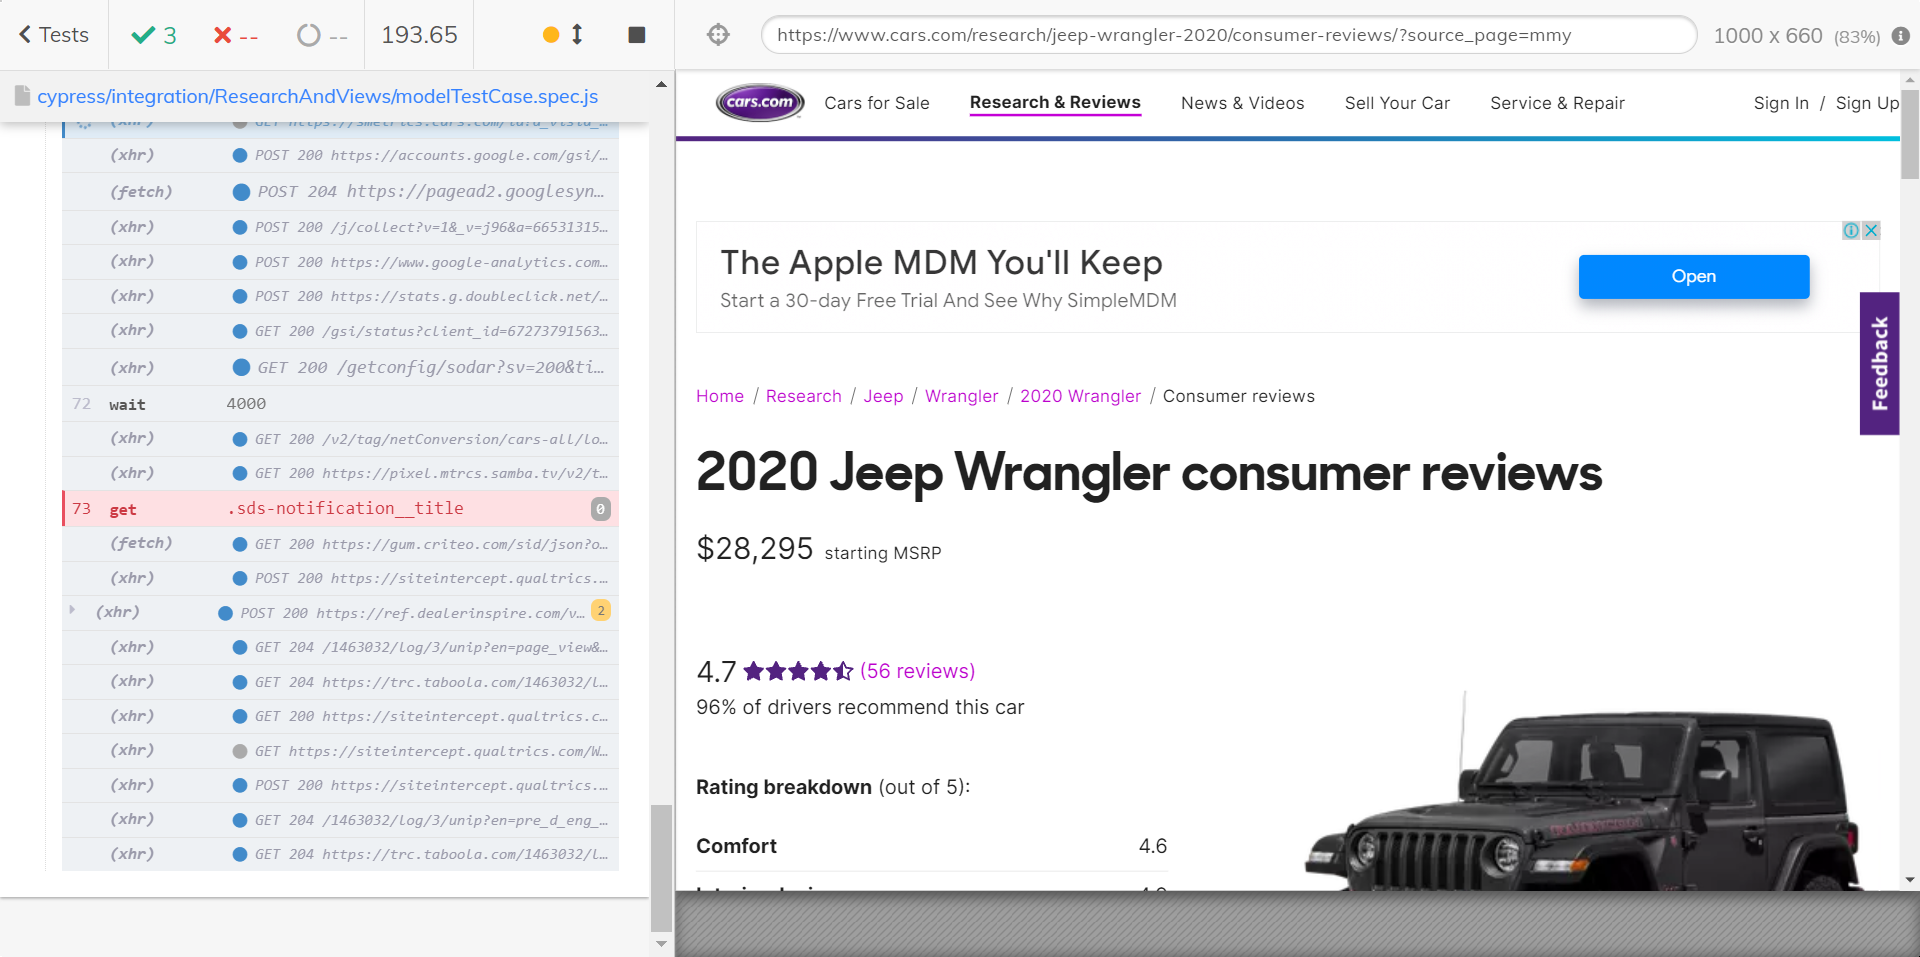 Tests
3
--
--
193.65
https://www.cars.com/research/jeep-wrangler-2020/consumer-reviews/?source_page=mmy
1000 x 660 (83%)
cypress/integration/ResearchAndViews/modelTestCase.spec.js
(xhr) POST 200 https://accounts.google.com/gsi/…
(fetch) POST 204 https://pagead2.googlesyn…
(xhr) POST 200 /j/collect?v=1&_v=j96&a=66531315…
(xhr) POST 200 https://www.google-analytics.com…
(xhr) POST 200 https://stats.g.doubleclick.net/…
(xhr) GET 200 /gsi/status?client_id=67273791563…
(xhr) GET 200 /getconfig/sodar?sv=200&ti…
72 wait 4000
(xhr) GET 200 /v2/tag/netConversion/cars-all/lo…
(xhr) GET 200 https://pixel.mtrcs.samba.tv/v2/t…
73 get .sds-notification__title 0
(fetch) GET 200 https://gum.criteo.com/sid/json?o…
(xhr) POST 200 https://siteintercept.qualtrics.…
(xhr) POST 200 https://ref.dealerinspire.com/v… 2
(xhr) GET 204 /1463032/log/3/unip?en=page_view&…
(xhr) GET 204 https://trc.taboola.com/1463032/l…
(xhr) GET 200 https://siteintercept.qualtrics.c…
(xhr) GET https://siteintercept.qualtrics.com/W…
(xhr) POST 200 https://siteintercept.qualtrics.…
(xhr) GET 204 /1463032/log/3/unip?en=pre_d_eng_…
(xhr) GET 204 https://trc.taboola.com/1463032/l…
cars.com Cars for Sale Research & Reviews News & Videos Sell Your Car Service & Repair Sign In / Sign Up
The Apple MDM You'll Keep
Start a 30-day Free Trial And See Why SimpleMDM
Open
Feedback
Home / Research / Jeep / Wrangler / 2020 Wrangler / Consumer reviews
2020 Jeep Wrangler consumer reviews
$28,295 starting MSRP
4.7 (56 reviews)
96% of drivers recommend this car
Rating breakdown (out of 5):
Comfort 4.6